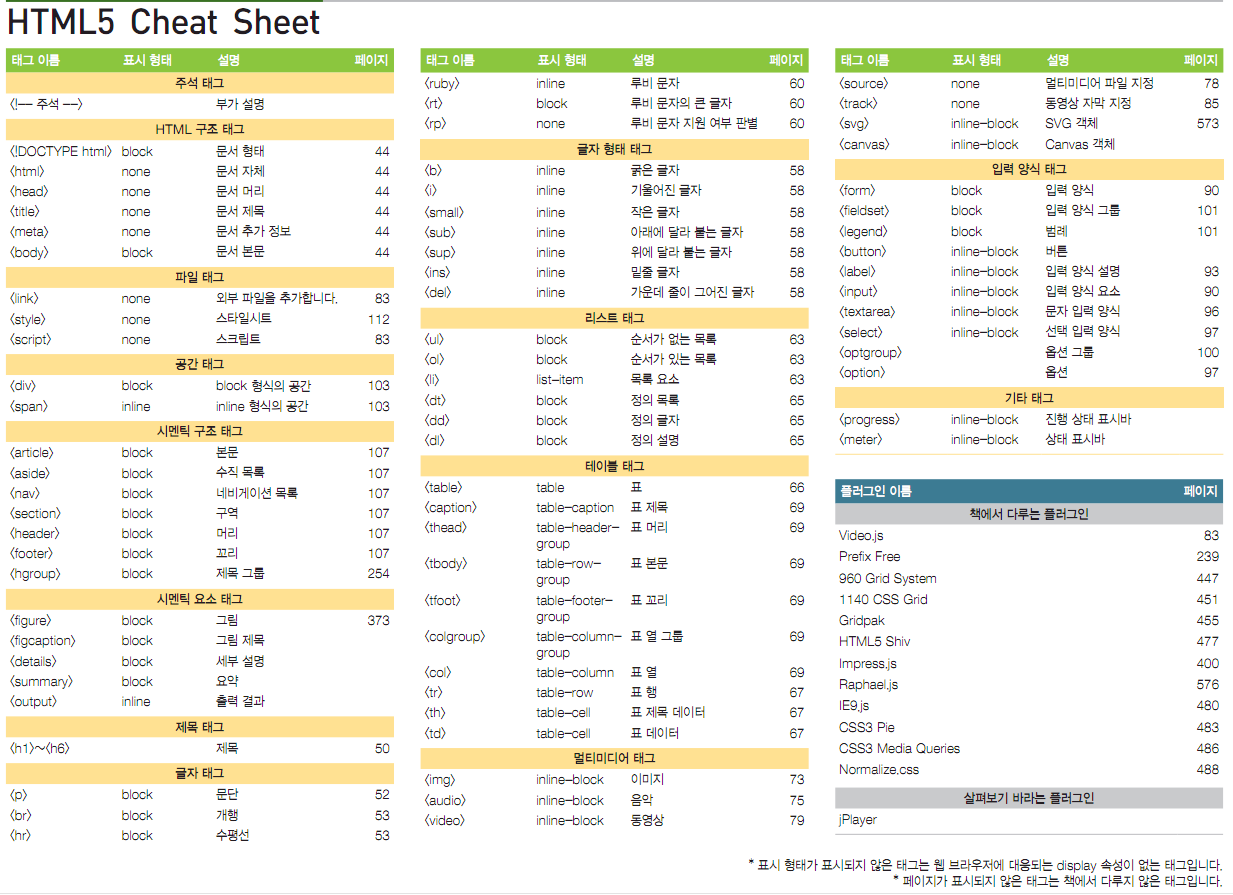 HTML5 Cheat Sheet
태그 이름 표시 형태 설명 페이지
주석 태그
<!-- 주석 --> 부가 설명
HTML 구조 태그
<!DOCTYPE html> block 문서 형태 44
<html> none 문서 자체 44
<head> none 문서 머리 44
<title> none 문서 제목 44
<meta> none 문서 추가 정보 44
<body> block 문서 본문 44
파일 태그
<link> none 외부 파일을 추가합니다. 83
<style> none 스타일시트 112
<script> none 스크립트 83
공간 태그
<div> block block 형식의 공간 103
<span> inline inline 형식의 공간 103
시멘틱 구조 태그
<article> block 본문 107
<aside> block 수직 목록 107
<nav> block 네비게이션 목록 107
<section> block 구역 107
<header> block 머리 107
<footer> block 꼬리 107
<hgroup> block 제목 그룹 254
시멘틱 요소 태그
<figure> block 그림 373
<figcaption> block 그림 제목
<details> block 세부 설명
<summary> block 요약
<output> inline 출력 결과
제목 태그
<h1>~<h6> 제목 50
글자 태그
<p> block 문단 52
<br> block 개행 53
<hr> block 수평선 53
태그 이름 표시 형태 설명 페이지
<ruby> inline 루비 문자 60
<rt> block 루비 문자의 큰 글자 60
<rp> none 루비 문자 지원 여부 판별 60
글자 형태 태그
<b> inline 굵은 글자 58
<i> inline 기울어진 글자 58
<small> inline 작은 글자 58
<sub> inline 아래에 달라 붙는 글자 58
<sup> inline 위에 달라 붙는 글자 58
<ins> inline 밑줄 글자 58
<del> inline 가운데 줄이 그어진 글자 58
리스트 태그
<ul> block 순서가 없는 목록 63
<ol> block 순서가 있는 목록 63
<li> list-item 목록 요소 63
<dt> block 정의 목록 65
<dd> block 정의 글자 65
<dl> block 정의 설명 65
테이블 태그
<table> table 표 66
<caption> table-caption 표 제목 69
<thead> table-header- 표 머리 69
group
<tbody> table-row- 표 본문 69
group
<tfoot> table-footer- 표 꼬리 69
group
<colgroup> table-column- 표 열 그룹 69
group
<col> table-column 표 열 69
<tr> table-row 표 행 67
<th> table-cell 표 제목 데이터 67
<td> table-cell 표 데이터 67
멀티미디어 태그
<img> inline-block 이미지 73
<audio> inline-block 음악 75
<video> inline-block 동영상 79
태그 이름 표시 형태 설명 페이지
<source> none 멀티미디어 파일 지정 78
<track> none 동영상 자막 지정 85
<svg> inline-block SVG 객체 573
<canvas> inline-block Canvas 객체
입력 양식 태그
<form> block 입력 양식 90
<fieldset> block 입력 양식 그룹 101
<legend> block 범례 101
<button> inline-block 버튼
<label> inline-block 입력 양식 설명 93
<input> inline-block 입력 양식 요소 90
<textarea> inline-block 문자 입력 양식 96
<select> inline-block 선택 입력 양식 97
<optgroup> 옵션 그룹 100
<option> 옵션 97
기타 태그
<progress> inline-block 진행 상태 표시바
<meter> inline-block 상태 표시바
플러그인 이름 페이지
책에서 다루는 플러그인
Video.js 83
Prefix Free 239
960 Grid System 447
1140 CSS Grid 451
Gridpak 455
HTML5 Shiv 477
Impress.js 400
Raphael.js 576
IE9.js 480
CSS3 Pie 483
CSS3 Media Queries 486
Normalize.css 488
살펴보기 바라는 플러그인
jPlayer
* 표시 형태가 표시되지 않은 태그는 웹 브라우저에 대응되는 display 속성이 없는 태그입니다.
* 페이지가 표시되지 않은 태그는 책에서 다루지 않은 태그입니다.